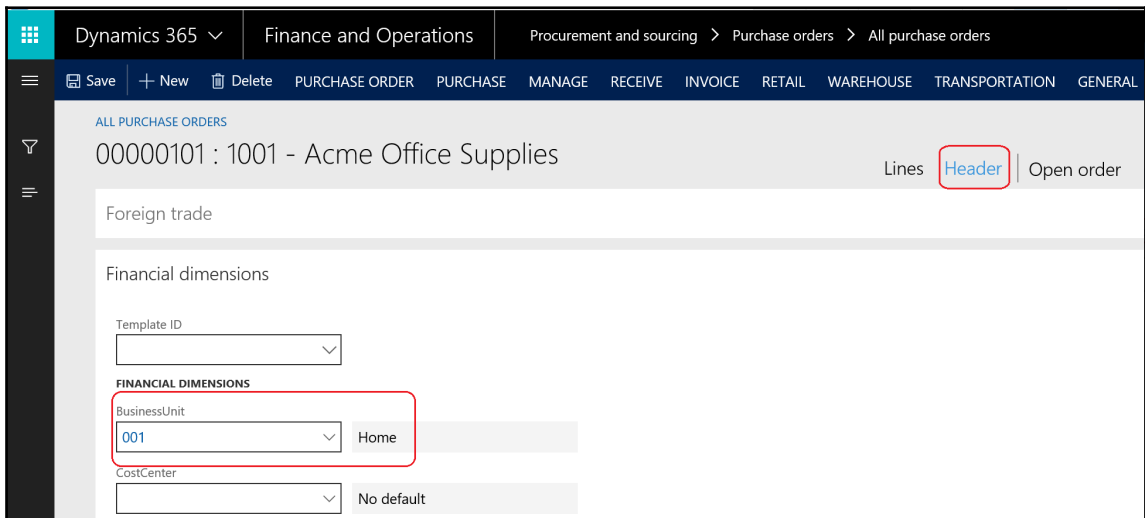 Dynamics 365 Finance and Operations Procurement and sourcing > Purchase orders > All purchase orders
Save New Delete PURCHASE ORDER PURCHASE MANAGE RECEIVE INVOICE RETAIL WAREHOUSE TRANSPORTATION GENERAL
ALL PURCHASE ORDERS
00000101 : 1001 - Acme Office Supplies
Lines Header Open order
Foreign trade
Financial dimensions
Template ID
FINANCIAL DIMENSIONS
BusinessUnit
001 Home
CostCenter
No default